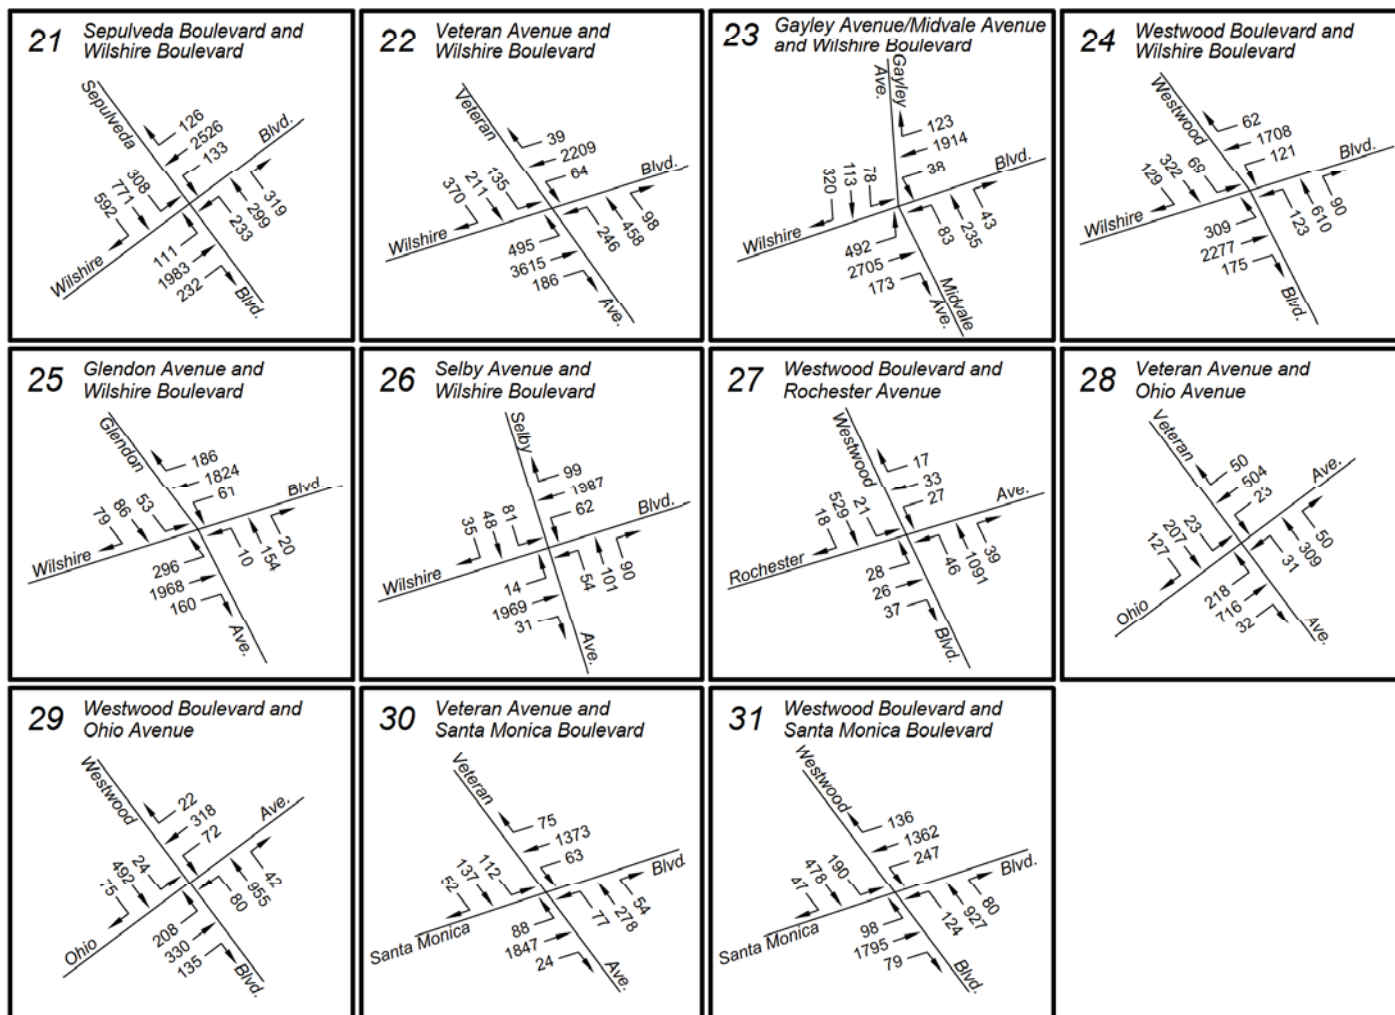 21 Sepulveda Boulevard and
Wilshire Boulevard
Sepulveda
126
2526
133
Blvd.
308
771
592
319
299
233
Wilshire
111
1983
232
Blvd.
22 Veteran Avenue and
Wilshire Boulevard
Veteran
39
2209
64
Blvd.
135
211
370
98
458
246
Wilshire
495
3615
186
Ave.
23 Gayley Avenue/Midvale Avenue
and Wilshire Boulevard
Gayley
Ave.
123
1914
38
Blvd.
78
113
320
43
235
83
Wilshire
492
2705
173
Midvale
Ave.
24 Westwood Boulevard and
Wilshire Boulevard
Westwood
62
1708
121
Blvd.
69
322
129
90
610
123
Wilshire
309
2277
175
Blvd.
25 Glendon Avenue and
Wilshire Boulevard
Glendon
186
1824
61
Blvd.
53
86
79
20
154
10
Wilshire
296
1968
160
Ave.
26 Selby Avenue and
Wilshire Boulevard
Selby
99
1987
62
Blvd.
81
48
35
90
101
54
Wilshire
14
1969
31
Ave.
27 Westwood Boulevard and
Rochester Avenue
Westwood
17
33
27
Ave.
21
529
18
39
1091
46
Rochester
28
26
37
Blvd.
28 Veteran Avenue and
Ohio Avenue
Veteran
50
504
23
Ave.
23
207
127
50
309
31
Ohio
218
716
32
Ave.
29 Westwood Boulevard and
Ohio Avenue
Westwood
22
318
72
Ave.
24
492
75
42
955
80
Ohio
208
330
135
Blvd.
30 Veteran Avenue and
Santa Monica Boulevard
Veteran
75
1373
63
Blvd.
112
137
52
54
278
77
Santa Monica
88
1847
24
Ave.
31 Westwood Boulevard and
Santa Monica Boulevard
Westwood
136
1362
247
Blvd.
190
478
47
80
927
124
Santa Monica
98
1795
79
Blvd.